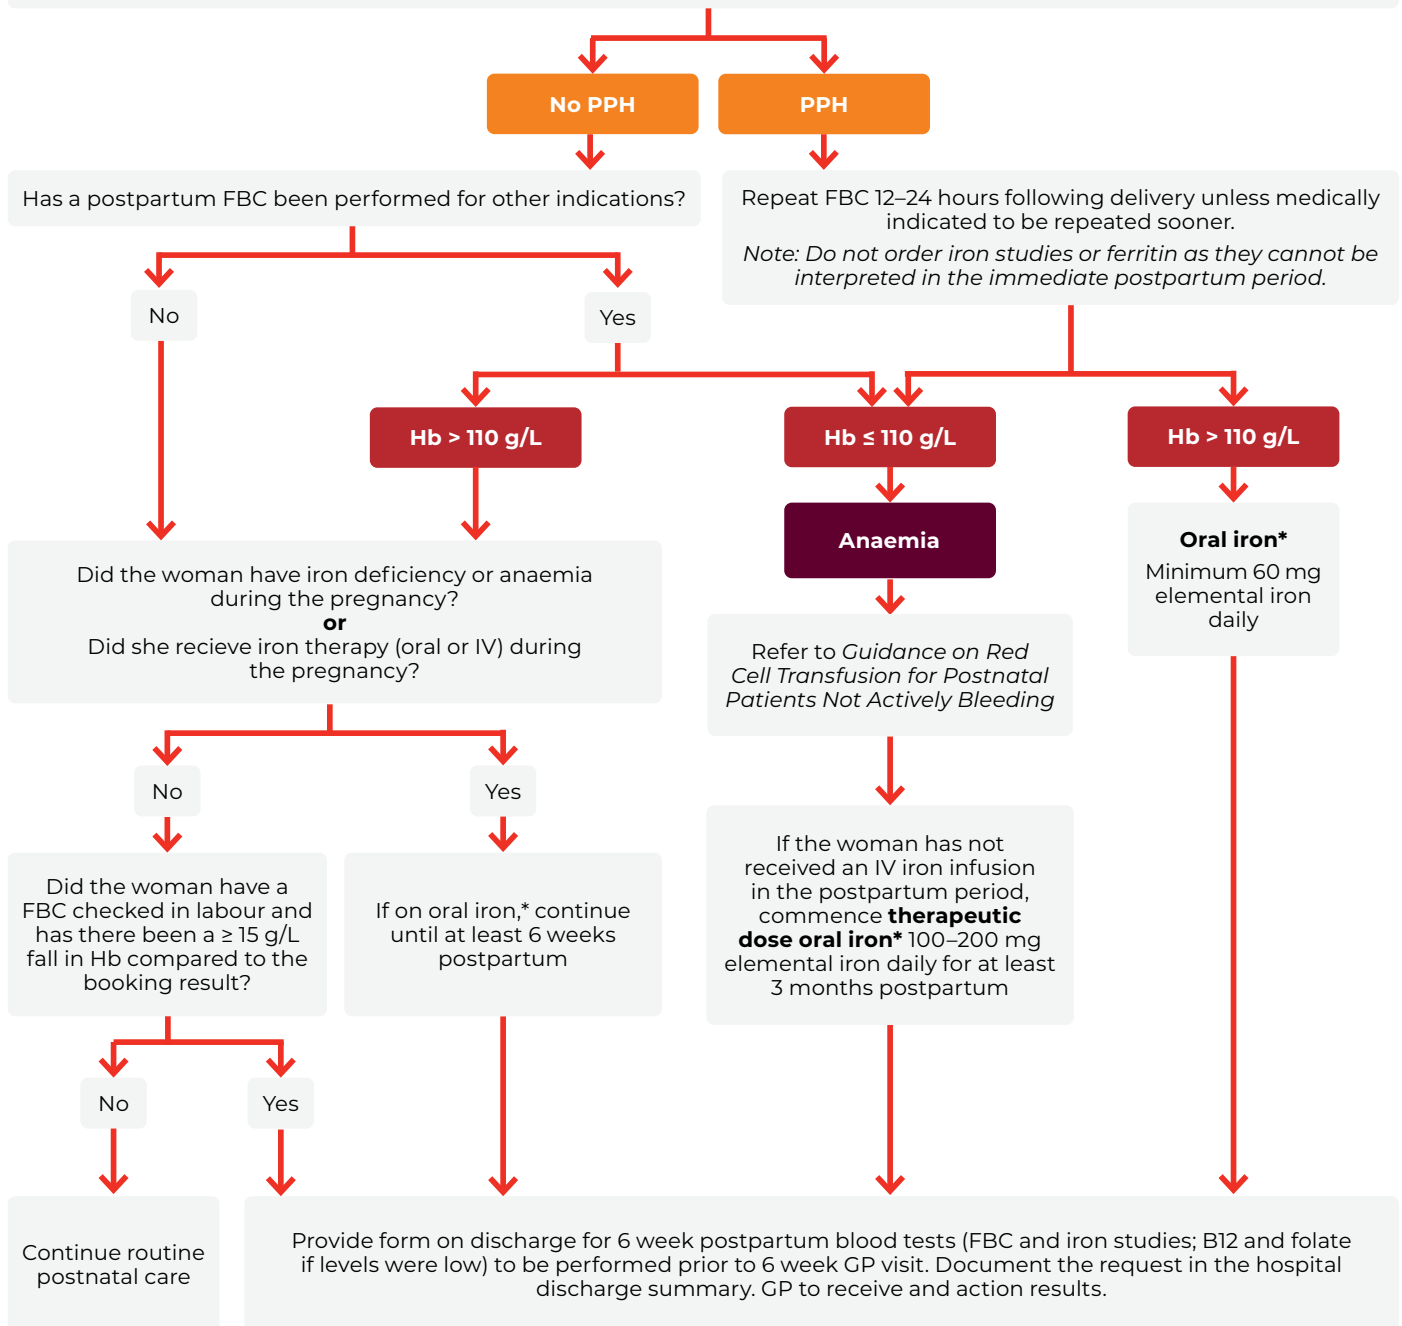 No PPH
PPH
Has a postpartum FBC been performed for other indications?
Repeat FBC 12–24 hours following delivery unless medically
indicated to be repeated sooner.
Note: Do not order iron studies or ferritin as they cannot be
interpreted in the immediate postpartum period.
No
Yes
Hb > 110 g/L
Hb ≤ 110 g/L
Hb > 110 g/L
Anaemia
Oral iron*
Minimum 60 mg
elemental iron
daily
Did the woman have iron deficiency or anaemia
during the pregnancy?
or
Did she recieve iron therapy (oral or IV) during
the pregnancy?
Refer to Guidance on Red
Cell Transfusion for Postnatal
Patients Not Actively Bleeding
No
Yes
Did the woman have a
FBC checked in labour and
has there been a ≥ 15 g/L
fall in Hb compared to the
booking result?
If on oral iron,* continue
until at least 6 weeks
postpartum
If the woman has not
received an IV iron infusion
in the postpartum period,
commence therapeutic
dose oral iron* 100–200 mg
elemental iron daily for at least
3 months postpartum
No
Yes
Continue routine
postnatal care
Provide form on discharge for 6 week postpartum blood tests (FBC and iron studies; B12 and folate
if levels were low) to be performed prior to 6 week GP visit. Document the request in the hospital
discharge summary. GP to receive and action results.